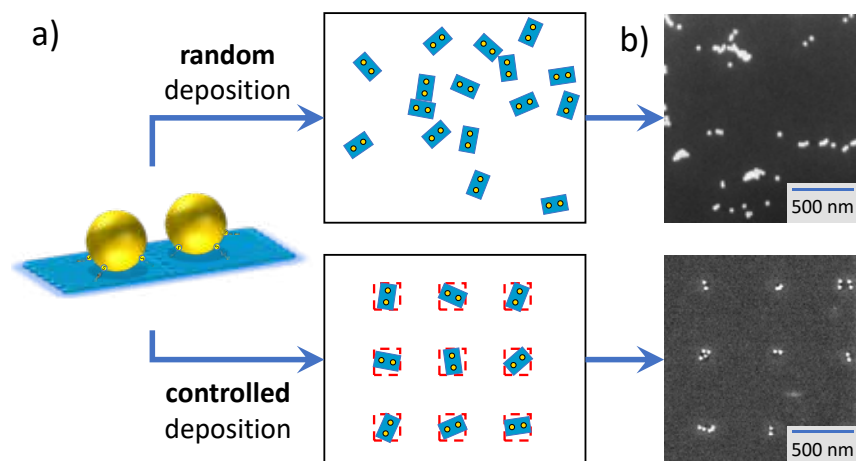 a)
random
deposition
b)
500 nm
controlled
deposition
500 nm